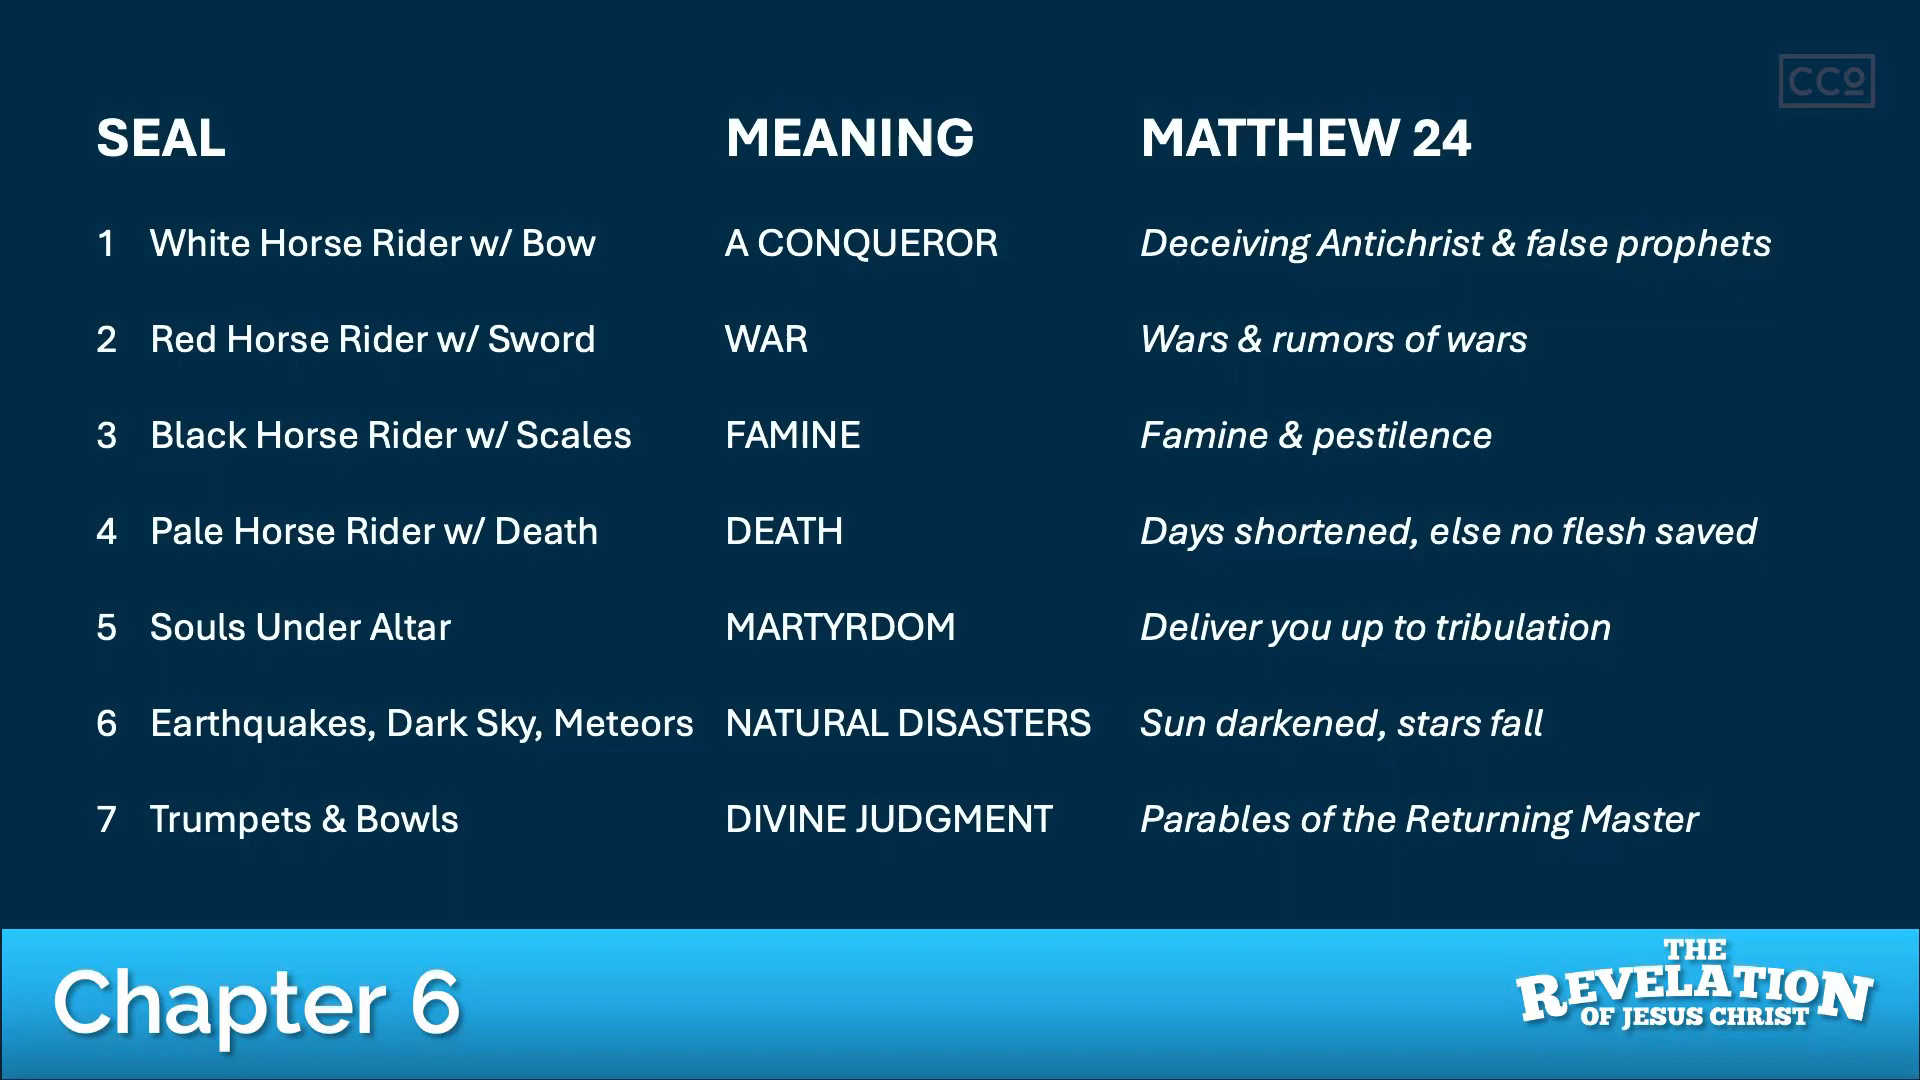 CCO
SEAL MEANING MATTHEW 24
1 White Horse Rider w/ Bow A CONQUEROR Deceiving Antichrist & false prophets
2 Red Horse Rider w/ Sword WAR Wars & rumors of wars
3 Black Horse Rider w/ Scales FAMINE Famine & pestilence
4 Pale Horse Rider w/ Death DEATH Days shortened, else no flesh saved
5 Souls Under Altar MARTYRDOM Deliver you up to tribulation
6 Earthquakes, Dark Sky, Meteors NATURAL DISASTERS Sun darkened, stars fall
7 Trumpets & Bowls DIVINE JUDGMENT Parables of the Returning Master
Chapter 6
THE
REVELATION
OF JESUS CHRIST